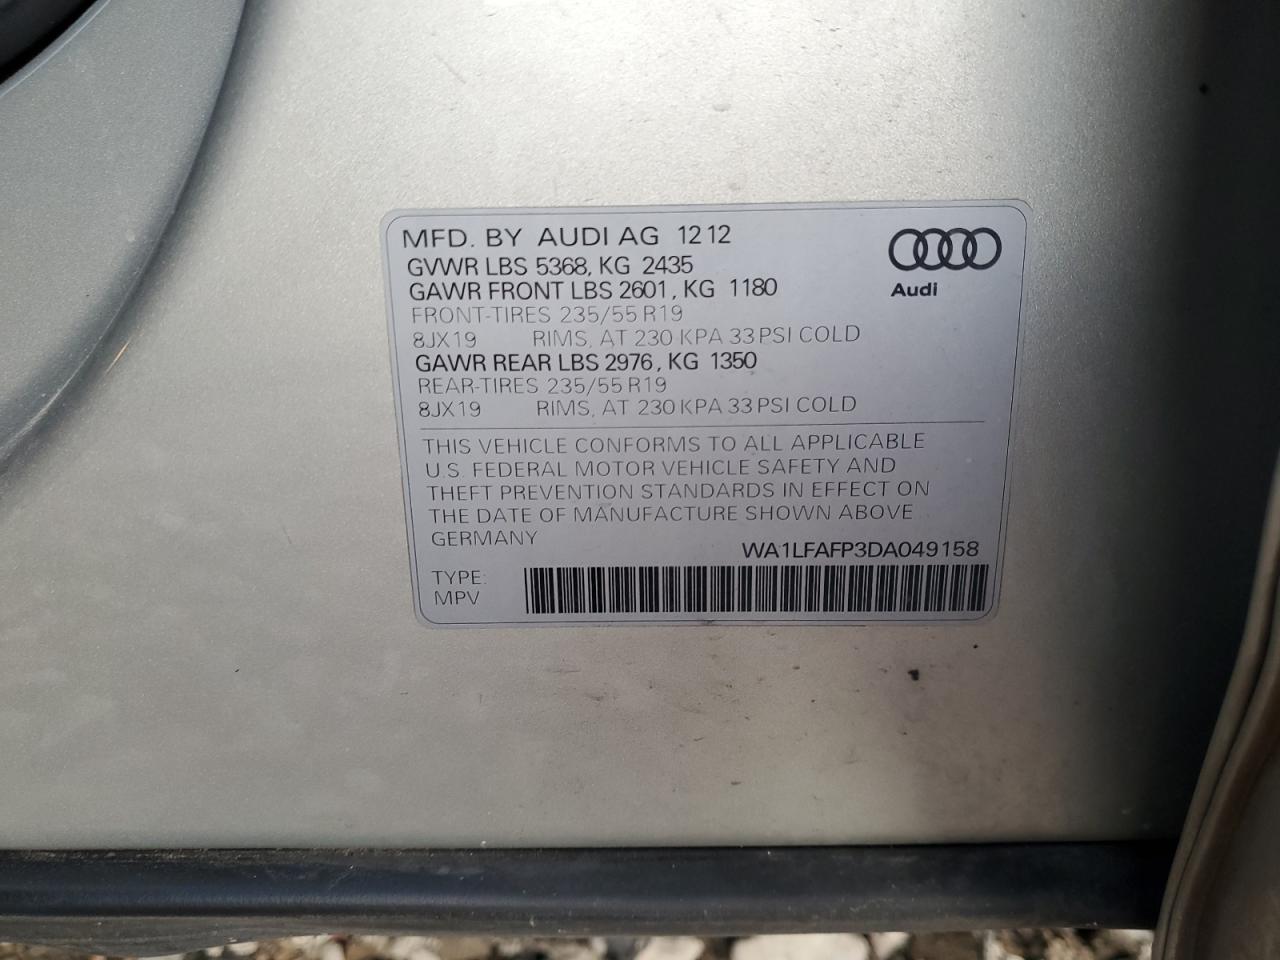 MFD. BY AUDI AG 12 12
GVWR LBS 5368, KG 2435
GAWR FRONT LBS 2601, KG 1180
FRONT-TIRES 235/55 R19
8JX19 RIMS, AT 230 KPA 33 PSI COLD
GAWR REAR LBS 2976, KG 1350
REAR-TIRES 235/55 R19
8JX19 RIMS, AT 230 KPA 33 PSI COLD
Audi
THIS VEHICLE CONFORMS TO ALL APPLICABLE
U.S. FEDERAL MOTOR VEHICLE SAFETY AND
THEFT PREVENTION STANDARDS IN EFFECT ON
THE DATE OF MANUFACTURE SHOWN ABOVE
GERMANY
WA1LFAFP3DA049158
TYPE:
MPV